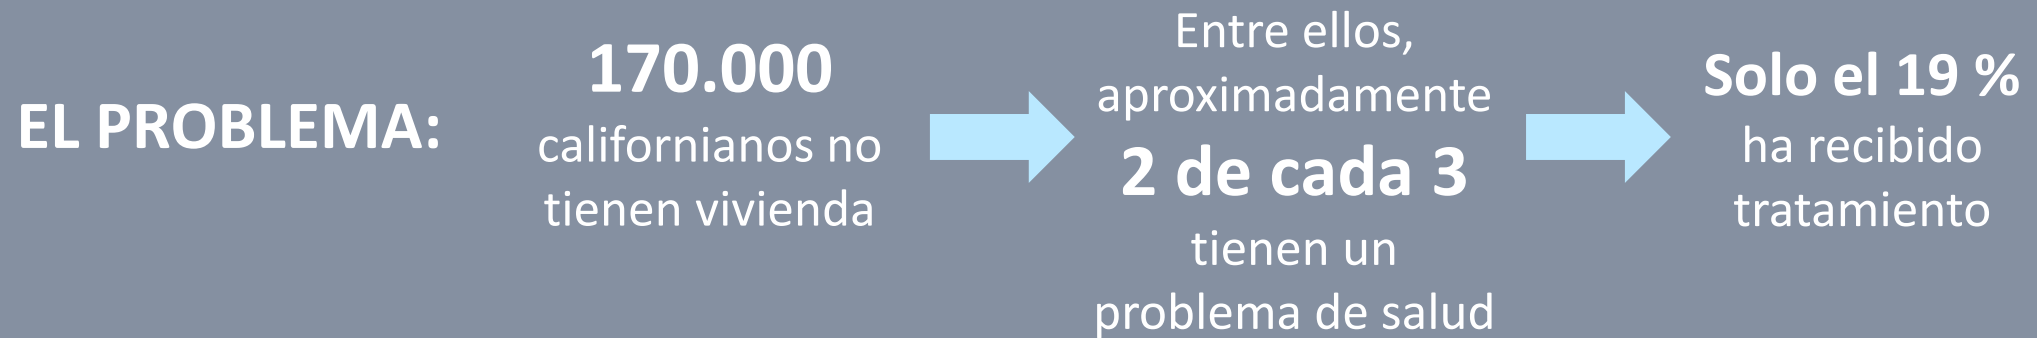 EL PROBLEMA:
170.000
californianos no
tienen vivienda
Entre ellos,
aproximadamente
2 de cada 3
tienen un
problema de salud
Solo el 19 %
ha recibido
tratamiento